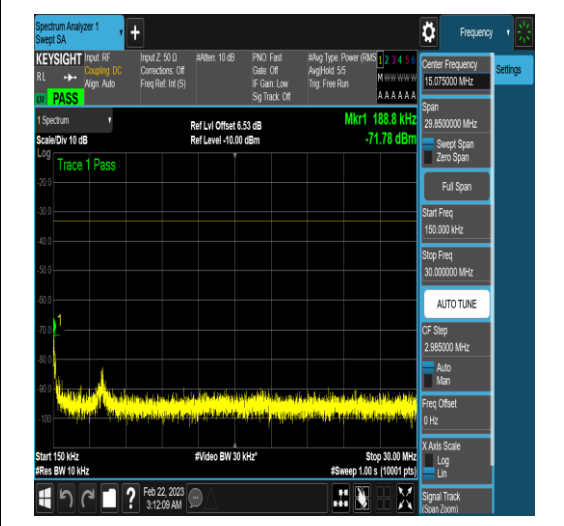 Spectrum Analyzer 1
Swept SA
Frequency
KEYSIGHT
Input: RF
Coupling: DC
Align: Auto
Input Z: 50 Ω
Corrections: Off
Freq Ref: Int (S)
#Atten: 10 dB
PNO: Fast
Gate: Off
IF Gain: Low
Sig Track: Off
#Avg Type: Power (RMS
Avg|Hold: 5/5
Trig: Free Run
1 2 3 4 5 6
M W W W W W
A A A A A A
RL
PASS
1 Spectrum
Scale/Div 10 dB
Ref Lvl Offset 6.53 dB
Ref Level -10.00 dBm
Mkr1 188.8 kHz
-71.78 dBm
Log
Trace 1 Pass
-20.0
-30.0
-40.0
-50.0
-60.0
-70.0
-80.0
-90.0
-100
1
Start 150 kHz
#Res BW 10 kHz
#Video BW 30 kHz*
Stop 30.00 MHz
#Sweep 1.00 s (10001 pts)
Feb 22, 2023
3:12:09 AM
Center Frequency
15.075000 MHz
Settings
Span
29.8500000 MHz
Swept Span
Zero Span
Full Span
Start Freq
150.000 kHz
Stop Freq
30.000000 MHz
AUTO TUNE
CF Step
2.985000 MHz
Auto
Man
Freq Offset
0 Hz
X Axis Scale
Log
Lin
Signal Track
(Span Zoom)